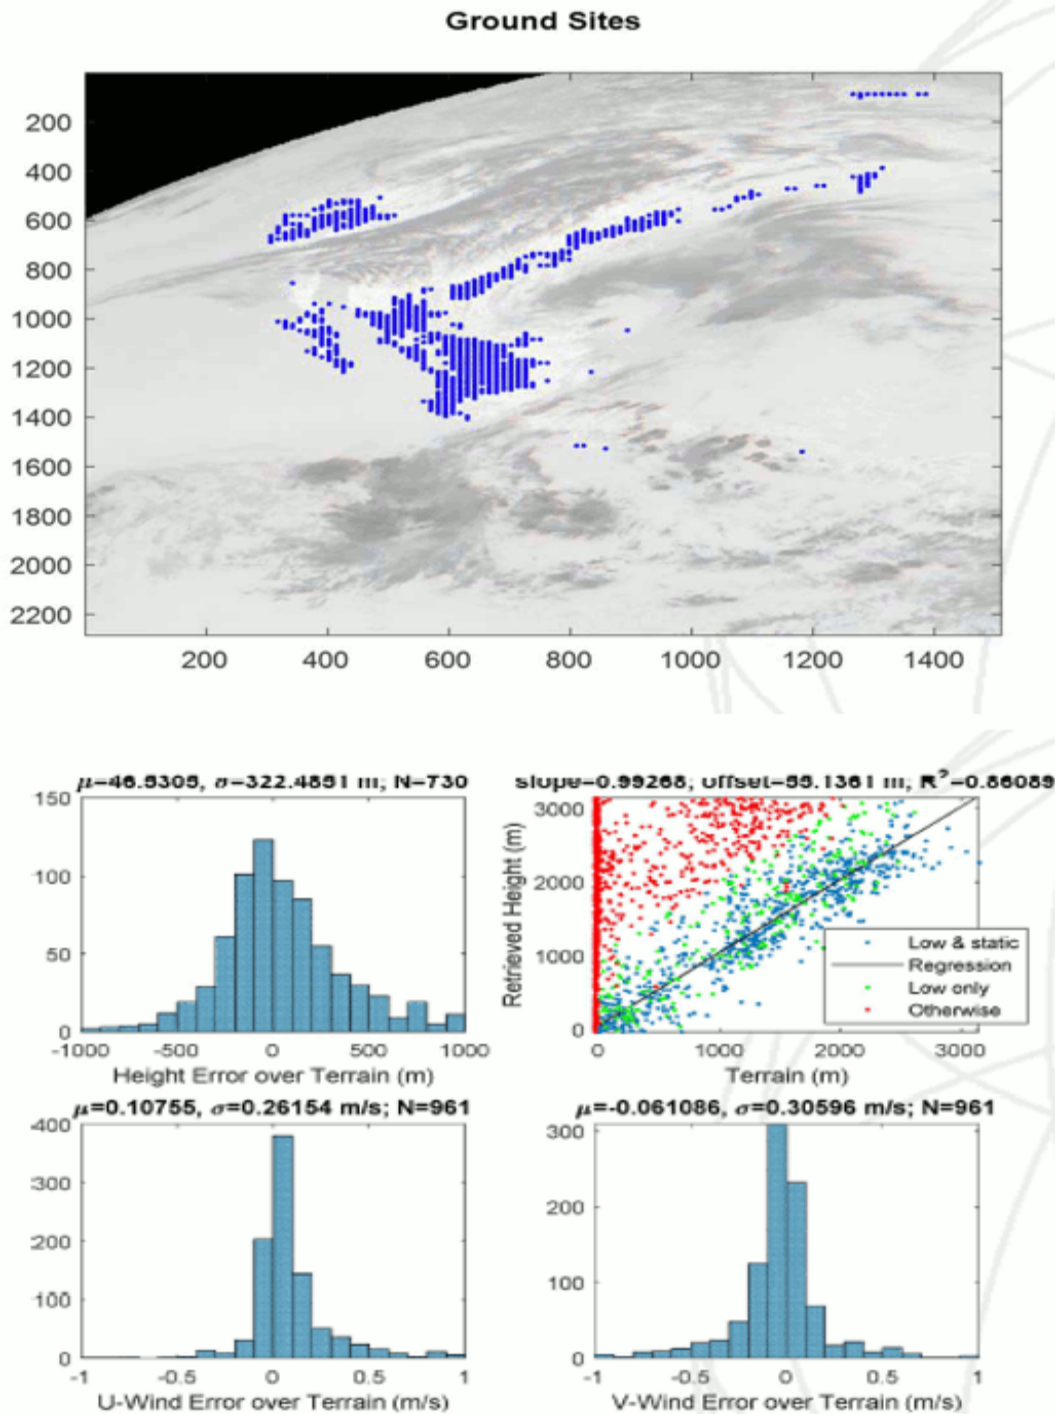 Ground Sites
200
400
600
800
1000
1200
1400
1600
1800
2000
2200
200 400 600 800 1000 1200 1400
μ=46.5305, σ=322.4851 m; N=730
150
100
50
0
-1000 -500 0 500 1000
Height Error over Terrain (m)
slope=0.99268; offset=55.1361 m; R²=0.86089
Retrieved Height (m)
3000
2000
1000
0
Low & static
Regression
Low only
Otherwise
0 1000 2000 3000
Terrain (m)
μ=0.10755, σ=0.26154 m/s; N=961
400
300
200
100
0
-1 -0.5 0 0.5 1
U-Wind Error over Terrain (m/s)
μ=-0.061086, σ=0.30596 m/s; N=961
300
200
100
0
-1 -0.5 0 0.5 1
V-Wind Error over Terrain (m/s)